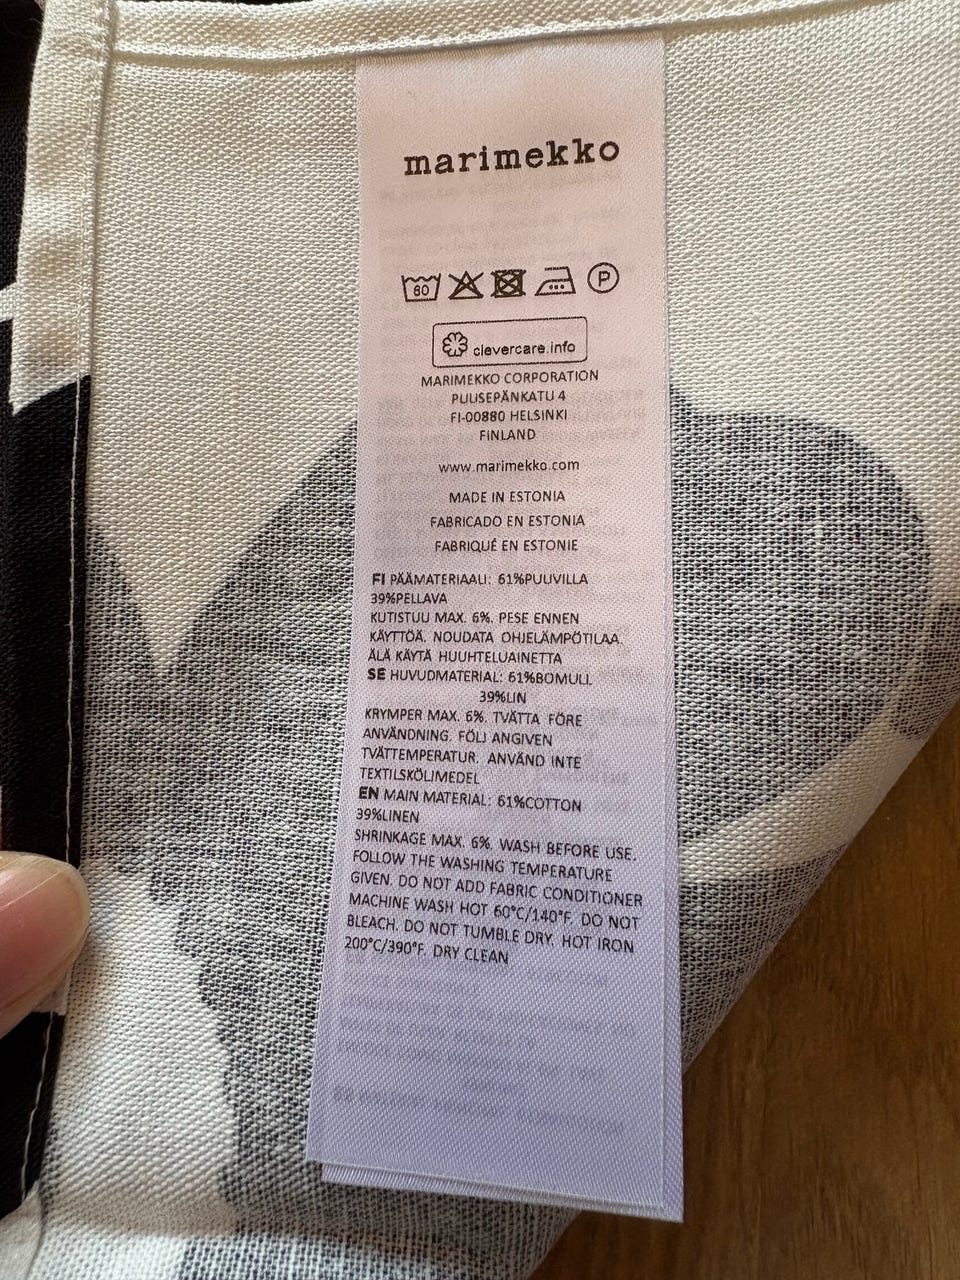 marimekko
60 P
clevercare.info
MARIMEKKO CORPORATION
PUUSEPÄNKATU 4
FI-00880 HELSINKI
FINLAND
www.marimekko.com
MADE IN ESTONIA
FABRICADO EN ESTONIA
FABRIQUÉ EN ESTONIE
FI PÄÄMATERIAALI: 61%PUUVILLA
39%PELLAVA
KUTISTUU MAX. 6%. PESE ENNEN
KÄYTTÖÄ. NOUDATA OHJELÄMPÖTILAA.
ÄLÄ KÄYTÄ HUUHTELUAINETTA
SE HUVUDMATERIAL: 61%BOMULL
39%LIN
KRYMPER MAX. 6%. TVÄTTA FÖRE
ANVÄNDNING. FÖLJ ANGIVEN
TVÄTTEMPERATUR. ANVÄND INTE
TEXTILSKÖLJMEDEL
EN MAIN MATERIAL: 61%COTTON
39%LINEN
SHRINKAGE MAX. 6%. WASH BEFORE USE.
FOLLOW THE WASHING TEMPERATURE
GIVEN. DO NOT ADD FABRIC CONDITIONER
MACHINE WASH HOT 60°C/140°F. DO NOT
BLEACH. DO NOT TUMBLE DRY. HOT IRON
200°C/390°F. DRY CLEAN